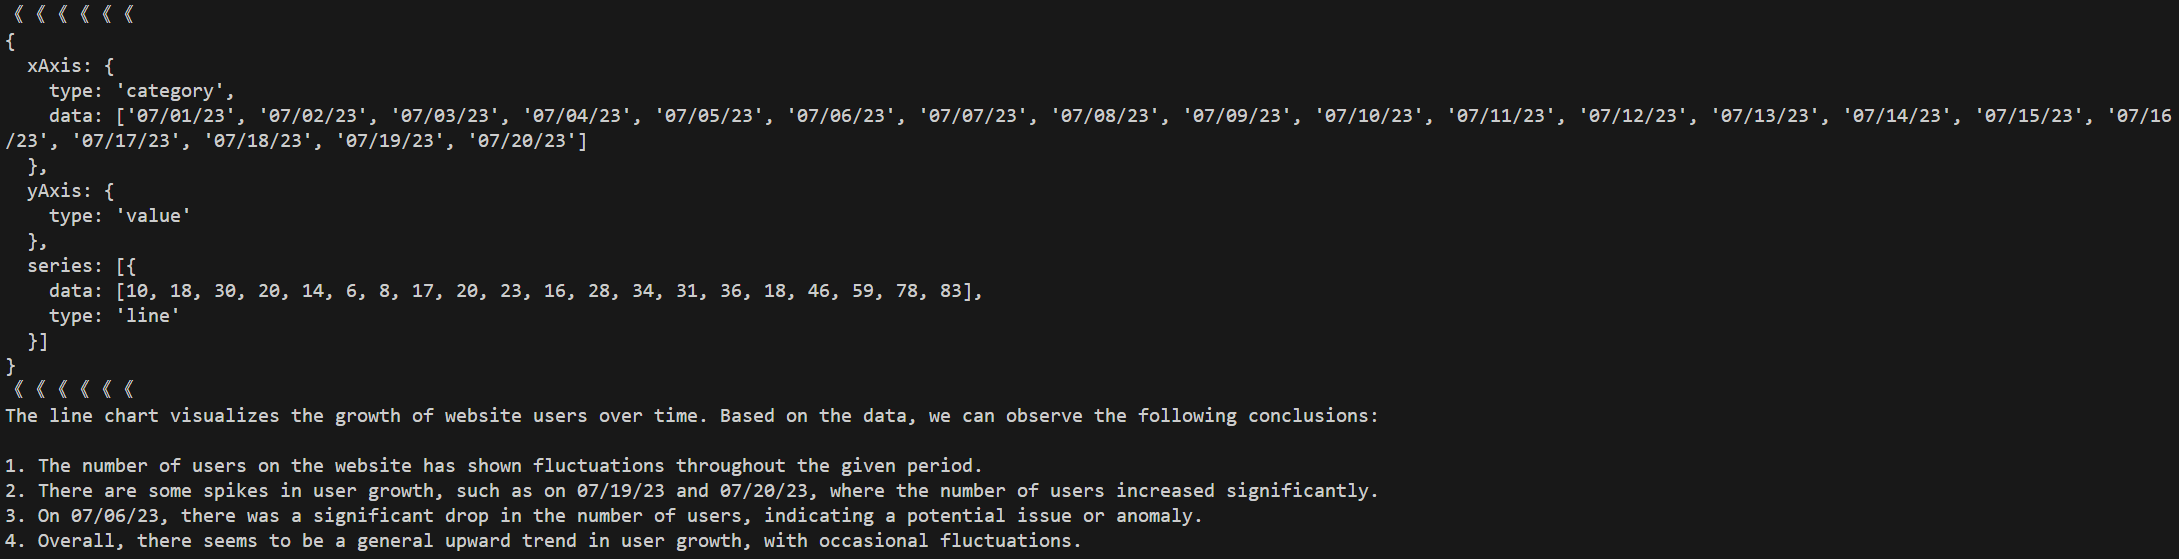 《《《《《《
{
  xAxis: {
    type: 'category',
    data: ['07/01/23', '07/02/23', '07/03/23', '07/04/23', '07/05/23', '07/06/23', '07/07/23', '07/08/23', '07/09/23', '07/10/23', '07/11/23', '07/12/23', '07/13/23', '07/14/23', '07/15/23', '07/16
/23', '07/17/23', '07/18/23', '07/19/23', '07/20/23']
  },
  yAxis: {
    type: 'value'
  },
  series: [{
    data: [10, 18, 30, 20, 14, 6, 8, 17, 20, 23, 16, 28, 34, 31, 36, 18, 46, 59, 78, 83],
    type: 'line'
  }]
}
《《《《《《
The line chart visualizes the growth of website users over time. Based on the data, we can observe the following conclusions:

1. The number of users on the website has shown fluctuations throughout the given period.
2. There are some spikes in user growth, such as on 07/19/23 and 07/20/23, where the number of users increased significantly.
3. On 07/06/23, there was a significant drop in the number of users, indicating a potential issue or anomaly.
4. Overall, there seems to be a general upward trend in user growth, with occasional fluctuations.